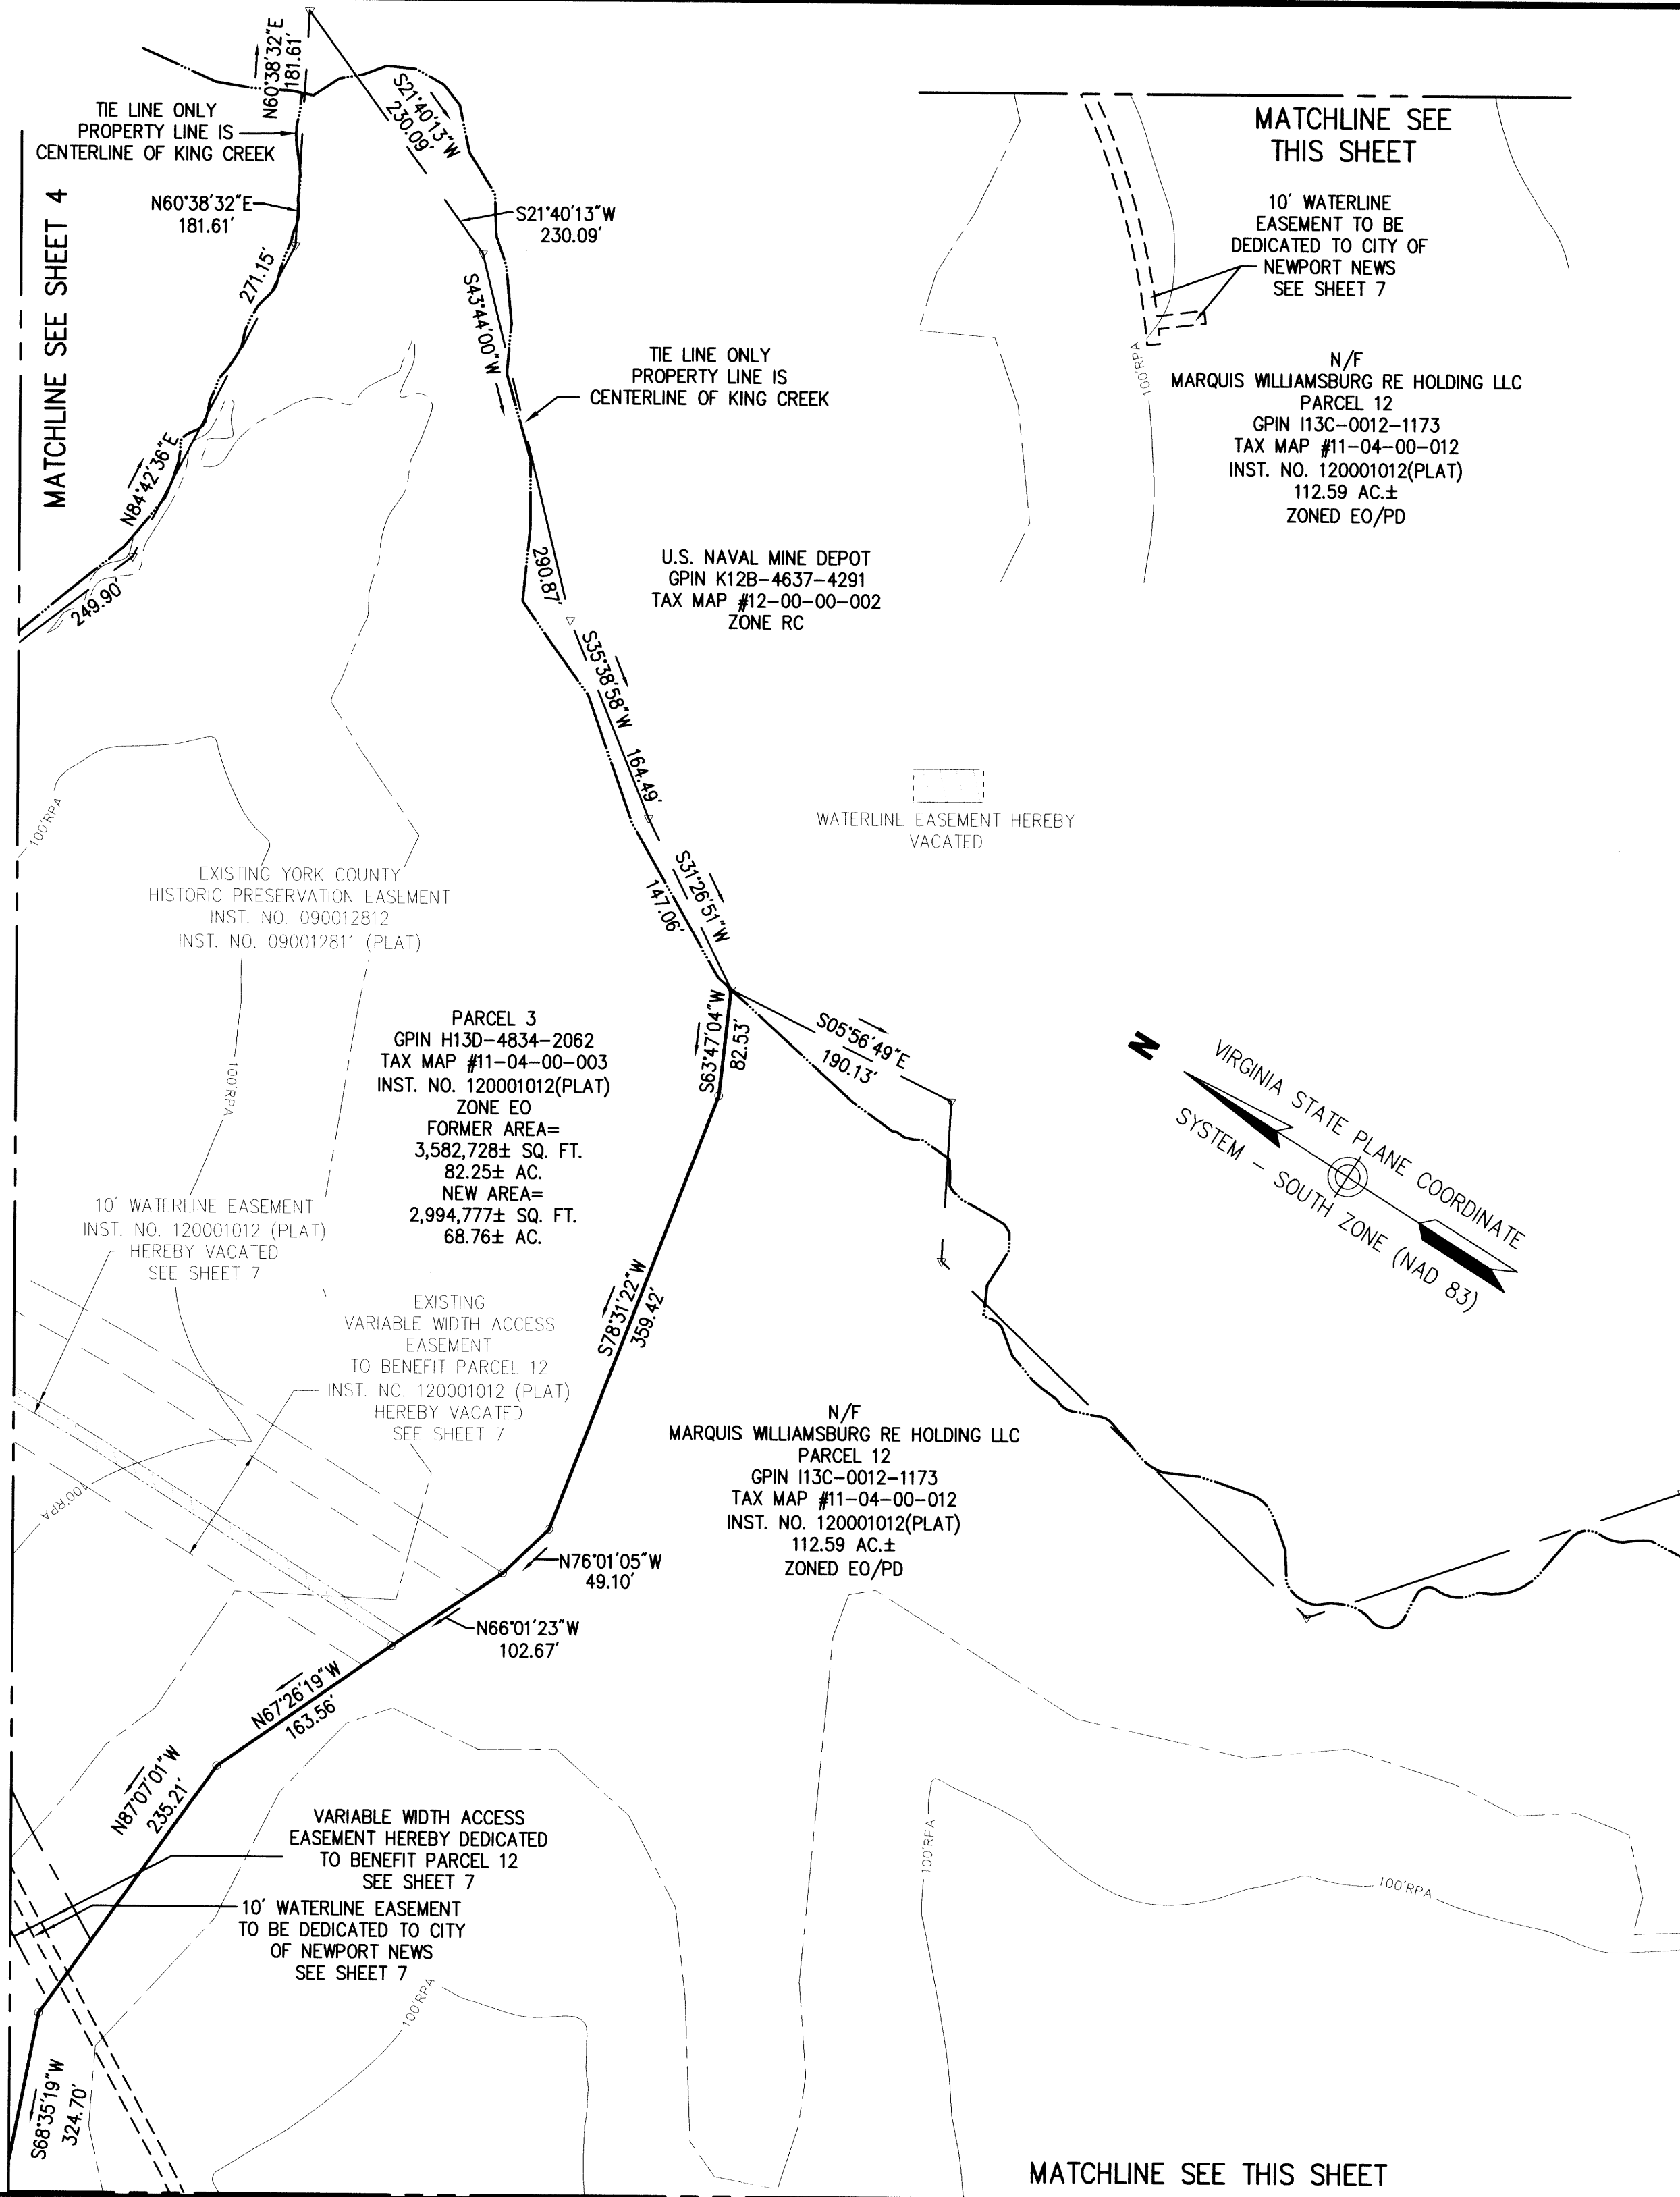 N60°38'32"E
181.61'
TIE LINE ONLY
PROPERTY LINE IS
CENTERLINE OF KING CREEK
MATCHLINE SEE SHEET 4
N60°38'32"E
181.61'
271.15'
N84°42'36"E
249.90'
S21°40'13"W
230.09'
S21°40'13"W
230.09'
S43°44'00"W
290.87'
TIE LINE ONLY
PROPERTY LINE IS
CENTERLINE OF KING CREEK
MATCHLINE SEE
THIS SHEET
10' WATERLINE
EASEMENT TO BE
DEDICATED TO CITY OF
NEWPORT NEWS
SEE SHEET 7
100'RPA
N/F
MARQUIS WILLIAMSBURG RE HOLDING LLC
PARCEL 12
GPIN I13C-0012-1173
TAX MAP #11-04-00-012
INST. NO. 120001012(PLAT)
112.59 AC.±
ZONED EO/PD
U.S. NAVAL MINE DEPOT
GPIN K12B-4637-4291
TAX MAP #12-00-00-002
ZONE RC
S35°38'58"W
164.49'
S31°26'51"W
147.06'
WATERLINE EASEMENT HEREBY
VACATED
100'RPA
EXISTING YORK COUNTY
HISTORIC PRESERVATION EASEMENT
INST. NO. 090012812
INST. NO. 090012811 (PLAT)
PARCEL 3
GPIN H13D-4834-2062
TAX MAP #11-04-00-003
INST. NO. 120001012(PLAT)
ZONE EO
FORMER AREA=
3,582,728± SQ. FT.
82.25± AC.
NEW AREA=
2,994,777± SQ. FT.
68.76± AC.
100'RPA
S63°47'04"W
82.53'
S05°56'49"E
190.13'
N
VIRGINIA STATE PLANE COORDINATE
SYSTEM - SOUTH ZONE (NAD 83)
10' WATERLINE EASEMENT
INST. NO. 120001012 (PLAT)
HEREBY VACATED
SEE SHEET 7
EXISTING
VARIABLE WIDTH ACCESS
EASEMENT
TO BENEFIT PARCEL 12
INST. NO. 120001012 (PLAT)
HEREBY VACATED
SEE SHEET 7
S78°31'22"W
359.42'
N/F
MARQUIS WILLIAMSBURG RE HOLDING LLC
PARCEL 12
GPIN I13C-0012-1173
TAX MAP #11-04-00-012
INST. NO. 120001012(PLAT)
112.59 AC.±
ZONED EO/PD
100'RPA
N76°01'05"W
49.10'
N66°01'23"W
102.67'
N67°26'19"W
163.56'
N87°07'01"W
235.21'
VARIABLE WIDTH ACCESS
EASEMENT HEREBY DEDICATED
TO BENEFIT PARCEL 12
SEE SHEET 7
10' WATERLINE EASEMENT
TO BE DEDICATED TO CITY
OF NEWPORT NEWS
SEE SHEET 7
100'RPA
100'RPA
100'RPA
S68°35'19"W
324.70'
MATCHLINE SEE THIS SHEET